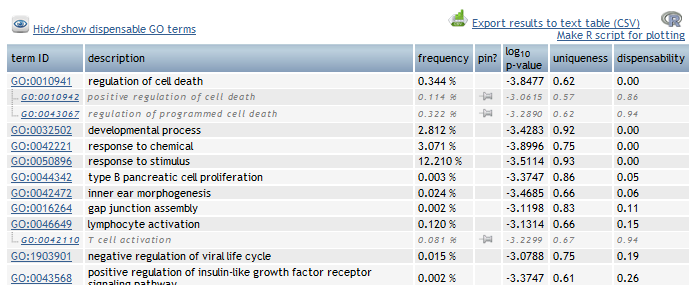 Hide/show dispensable GO terms
Export results to text table (CSV)
Make R script for plotting
term ID description frequency pin? log10 p-value uniqueness dispensability
GO:0010941 regulation of cell death 0.344 % -3.8477 0.62 0.00
GO:0010942 positive regulation of cell death 0.114 % -3.0615 0.57 0.86
GO:0043067 regulation of programmed cell death 0.322 % -3.2890 0.62 0.94
GO:0032502 developmental process 2.812 % -3.4283 0.92 0.00
GO:0042221 response to chemical 3.071 % -3.8996 0.75 0.00
GO:0050896 response to stimulus 12.210 % -3.5114 0.93 0.00
GO:0044342 type B pancreatic cell proliferation 0.003 % -3.3747 0.86 0.05
GO:0042472 inner ear morphogenesis 0.024 % -3.4685 0.66 0.06
GO:0016264 gap junction assembly 0.002 % -3.1198 0.83 0.11
GO:0046649 lymphocyte activation 0.120 % -3.1314 0.66 0.15
GO:0042110 T cell activation 0.081 % -3.2299 0.67 0.94
GO:1903901 negative regulation of viral life cycle 0.015 % -3.0788 0.75 0.19
GO:0043568 positive regulation of insulin-like growth factor receptor signaling pathway 0.002 % -3.3747 0.61 0.26